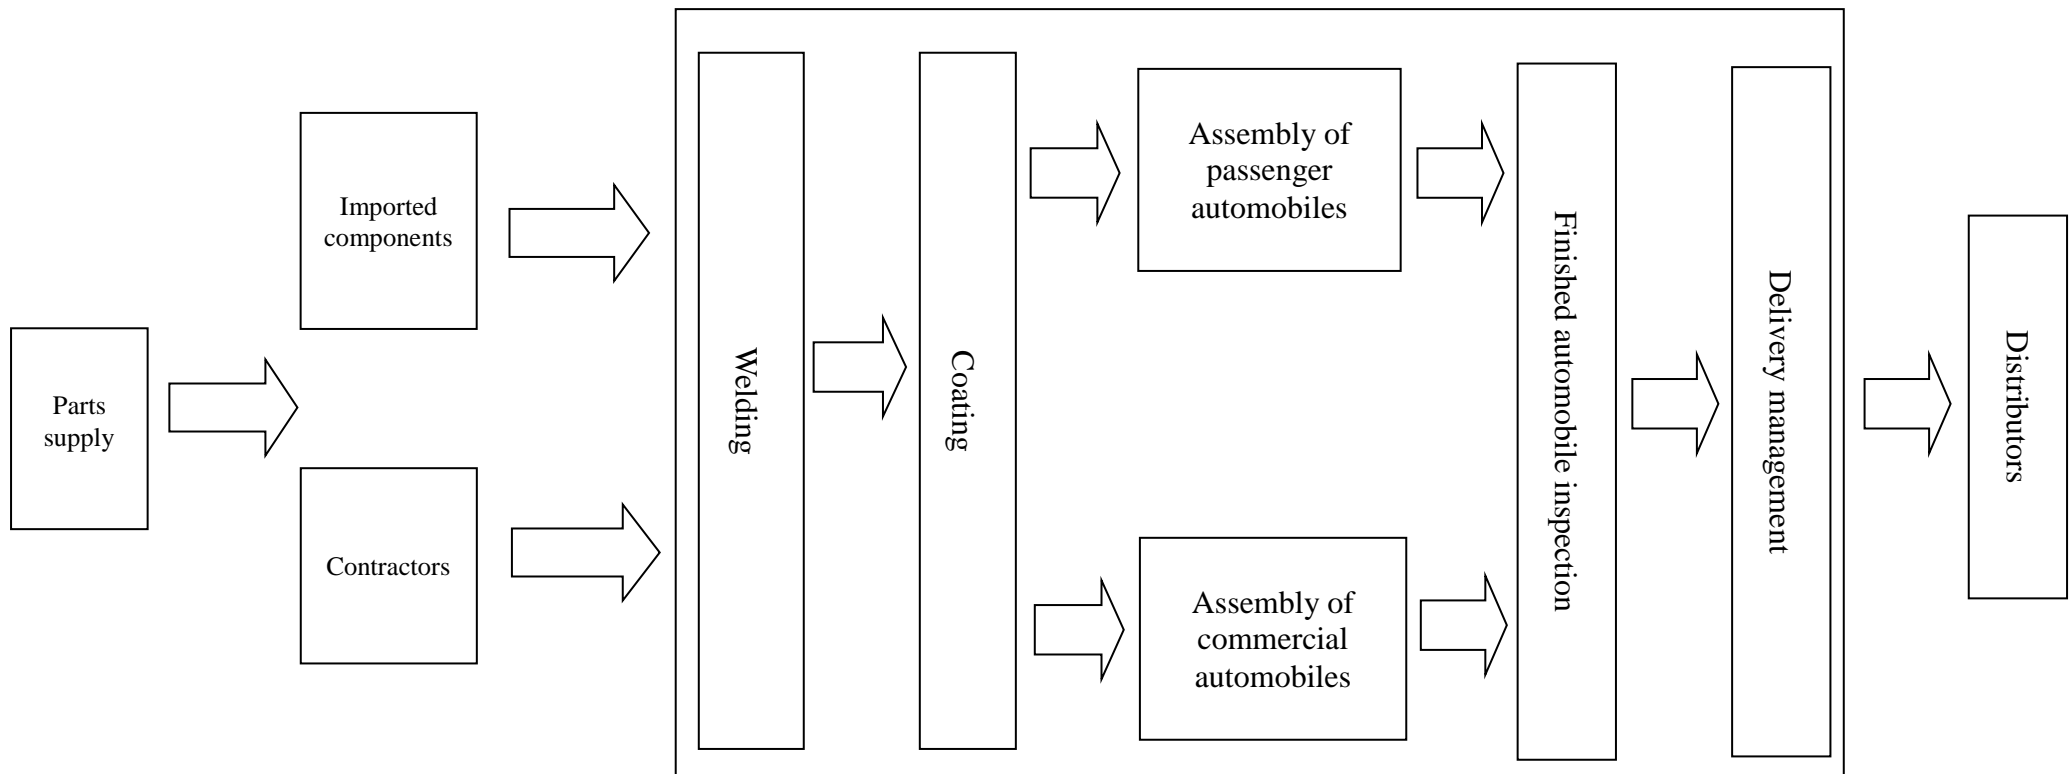 Parts
supply
Imported
components
Contractors
Welding
Coating
Assembly of
passenger
automobiles
Assembly of
commercial
automobiles
Finished automobile inspection
Delivery management
Distributors